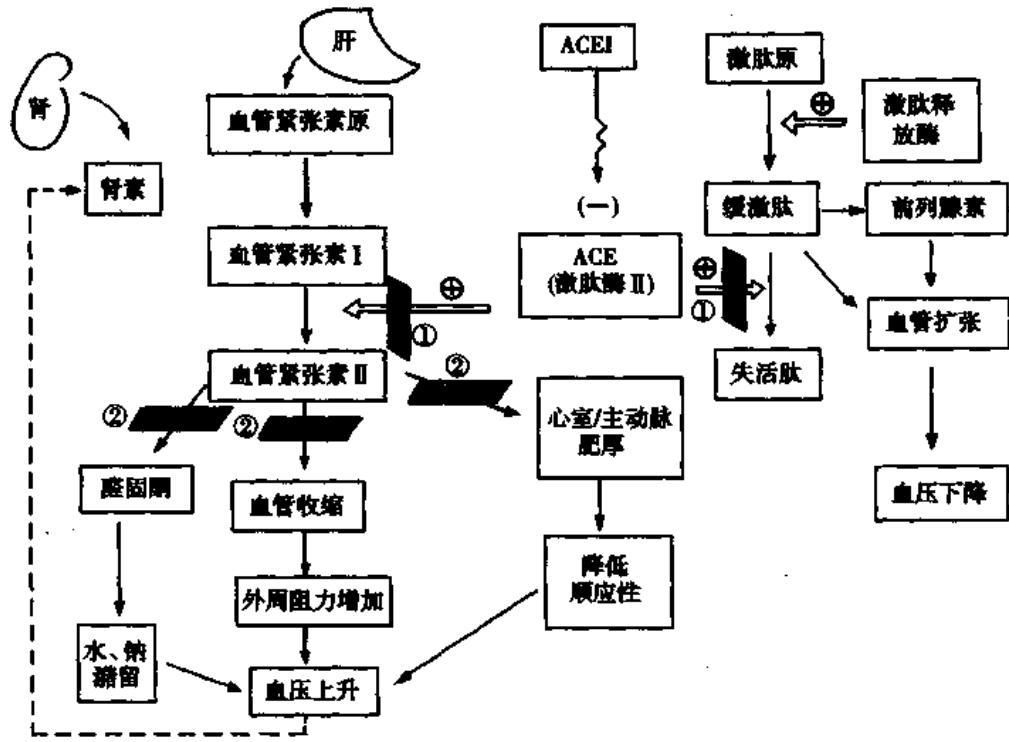 肝
ACEI
激肽原
肾
血管紧张素原
⊕
激肽释
放酶
肾素
(一)
缓激肽
前列腺素
血管紧张素Ⅰ
ACE
(激肽酶Ⅱ)
⊕
①
⊕
①
血管扩张
血管紧张素Ⅱ
②
失活肽
②
②
心室/主动脉
肥厚
醛固酮
血管收缩
血压下降
降低
顺应性
外周阻力增加
水、钠
潴留
血压上升